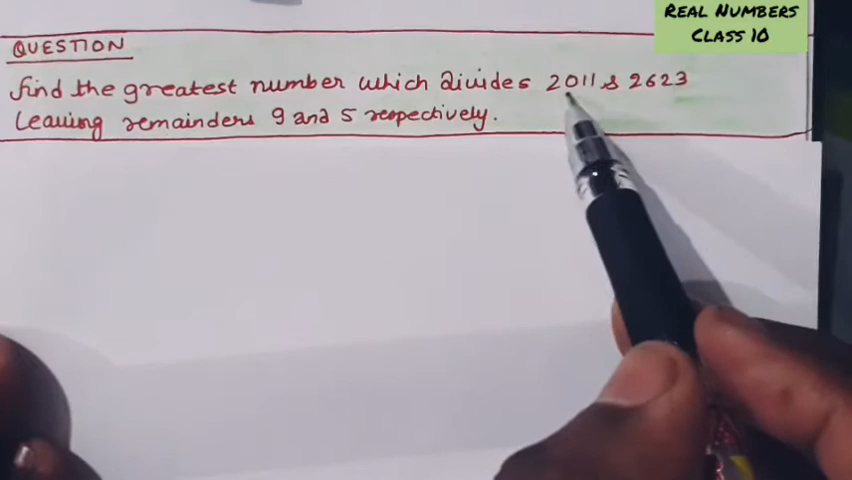 REAL NUMBERS
CLASS 10
QUESTION
find the greatest number which divides 2011 & 2623
leaving remainders 9 and 5 respectively.